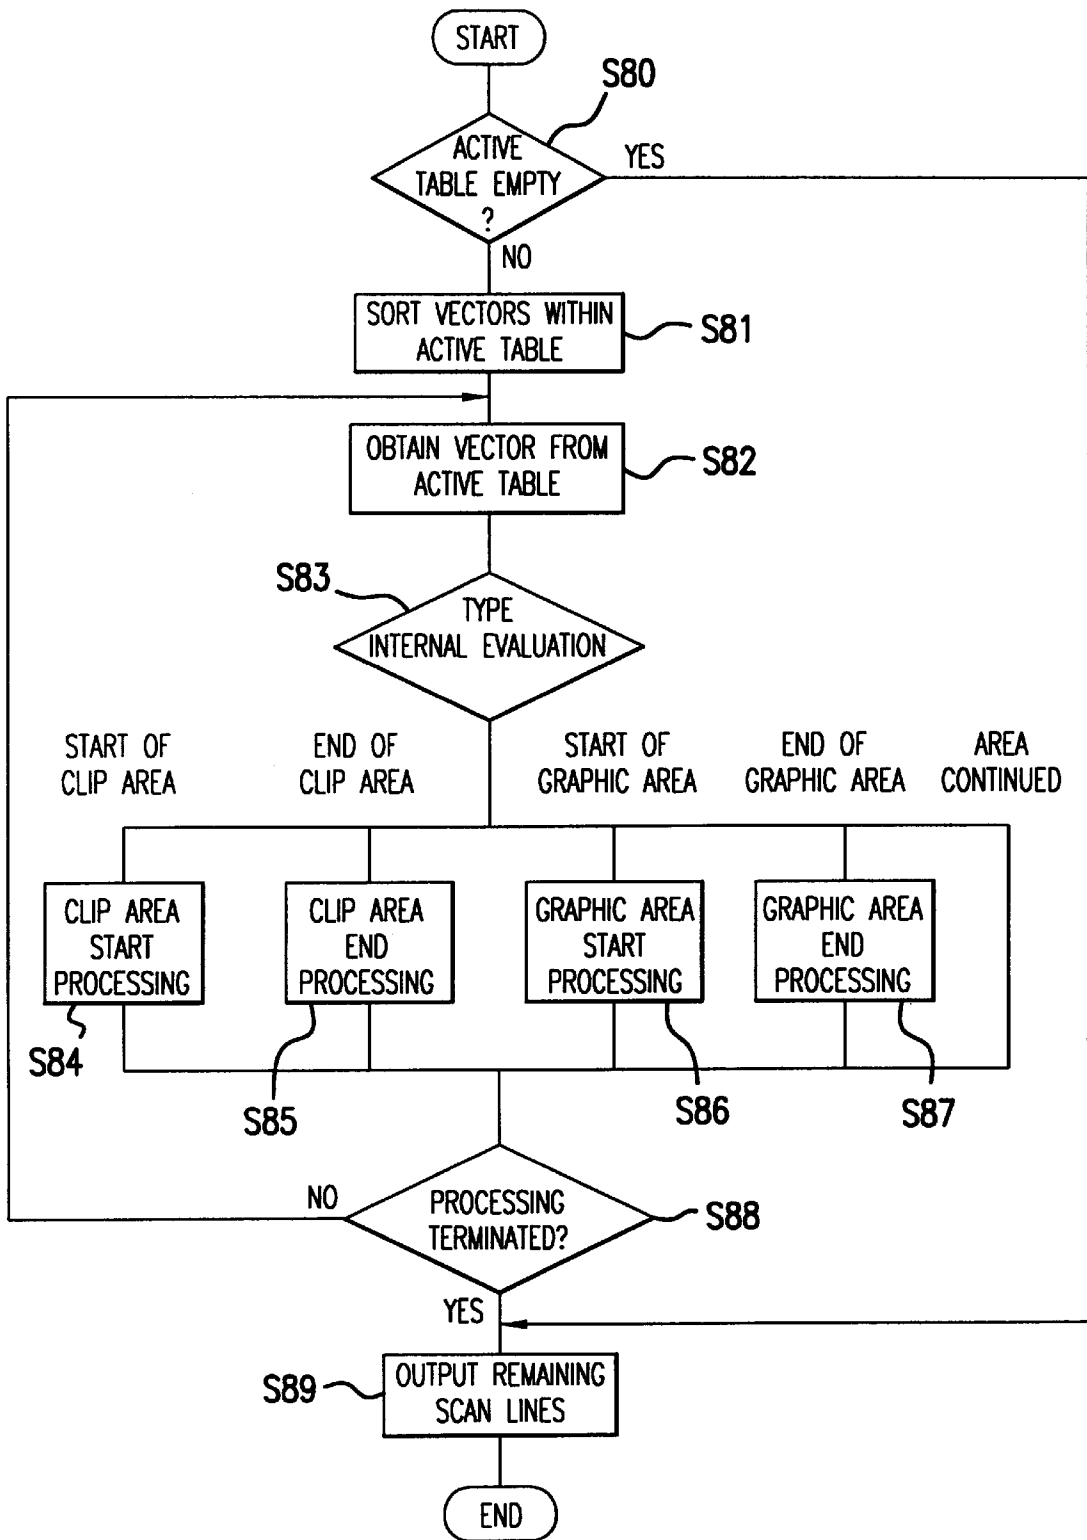 START
S80
ACTIVE
TABLE EMPTY
?
YES
NO
SORT VECTORS WITHIN
ACTIVE TABLE
S81
OBTAIN VECTOR FROM
ACTIVE TABLE
S82
S83
TYPE
INTERNAL EVALUATION
START OF
CLIP AREA
END OF
CLIP AREA
START OF
GRAPHIC AREA
END OF
GRAPHIC AREA
AREA
CONTINUED
CLIP AREA
START
PROCESSING
CLIP AREA
END
PROCESSING
GRAPHIC AREA
START
PROCESSING
GRAPHIC AREA
END
PROCESSING
S84
S85
S86
S87
NO
PROCESSING
TERMINATED?
S88
YES
S89
OUTPUT REMAINING
SCAN LINES
END